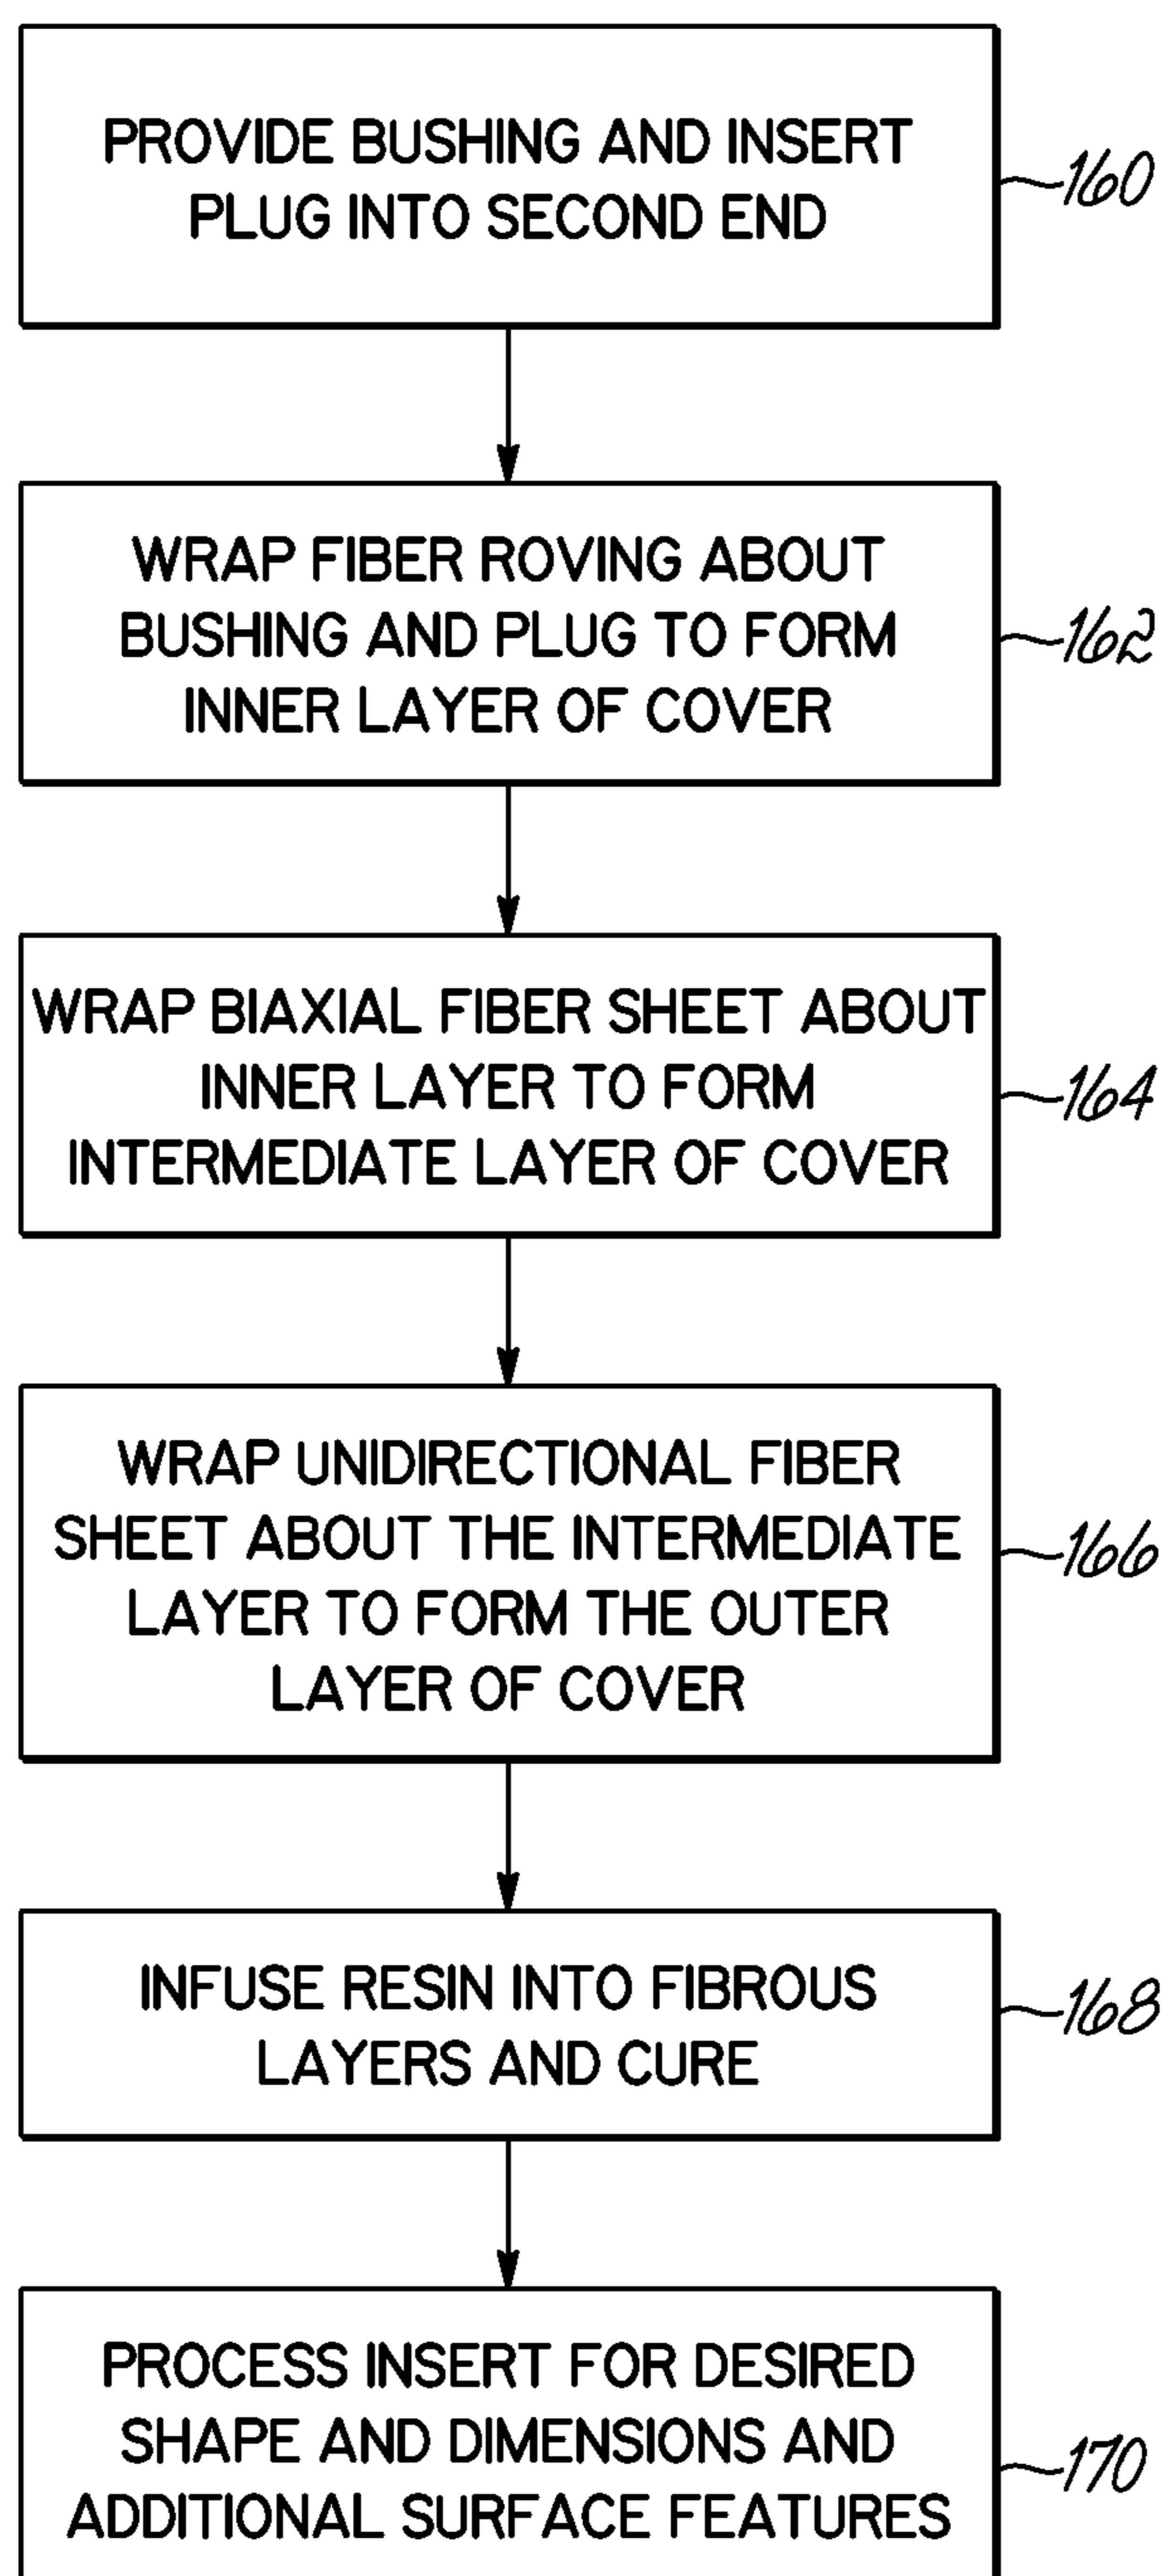 PROVIDE BUSHING AND INSERT
PLUG INTO SECOND END
160
WRAP FIBER ROVING ABOUT
BUSHING AND PLUG TO FORM
INNER LAYER OF COVER
162
WRAP BIAXIAL FIBER SHEET ABOUT
INNER LAYER TO FORM
INTERMEDIATE LAYER OF COVER
164
WRAP UNIDIRECTIONAL FIBER
SHEET ABOUT THE INTERMEDIATE
LAYER TO FORM THE OUTER
LAYER OF COVER
166
INFUSE RESIN INTO FIBROUS
LAYERS AND CURE
168
PROCESS INSERT FOR DESIRED
SHAPE AND DIMENSIONS AND
ADDITIONAL SURFACE FEATURES
170